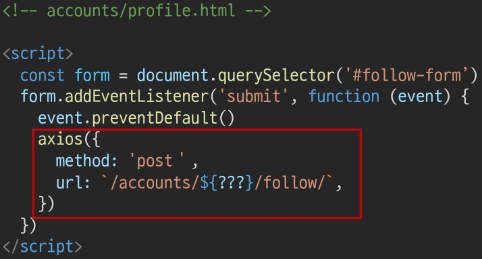 <!-- accounts/profile.html -->
<script>
const form = document.querySelector('#follow-form')
form.addEventListener('submit', function (event) {
event.preventDefault()
axios({
method: 'post',
url: `/accounts/${???}/follow/`,
})
})
</script>